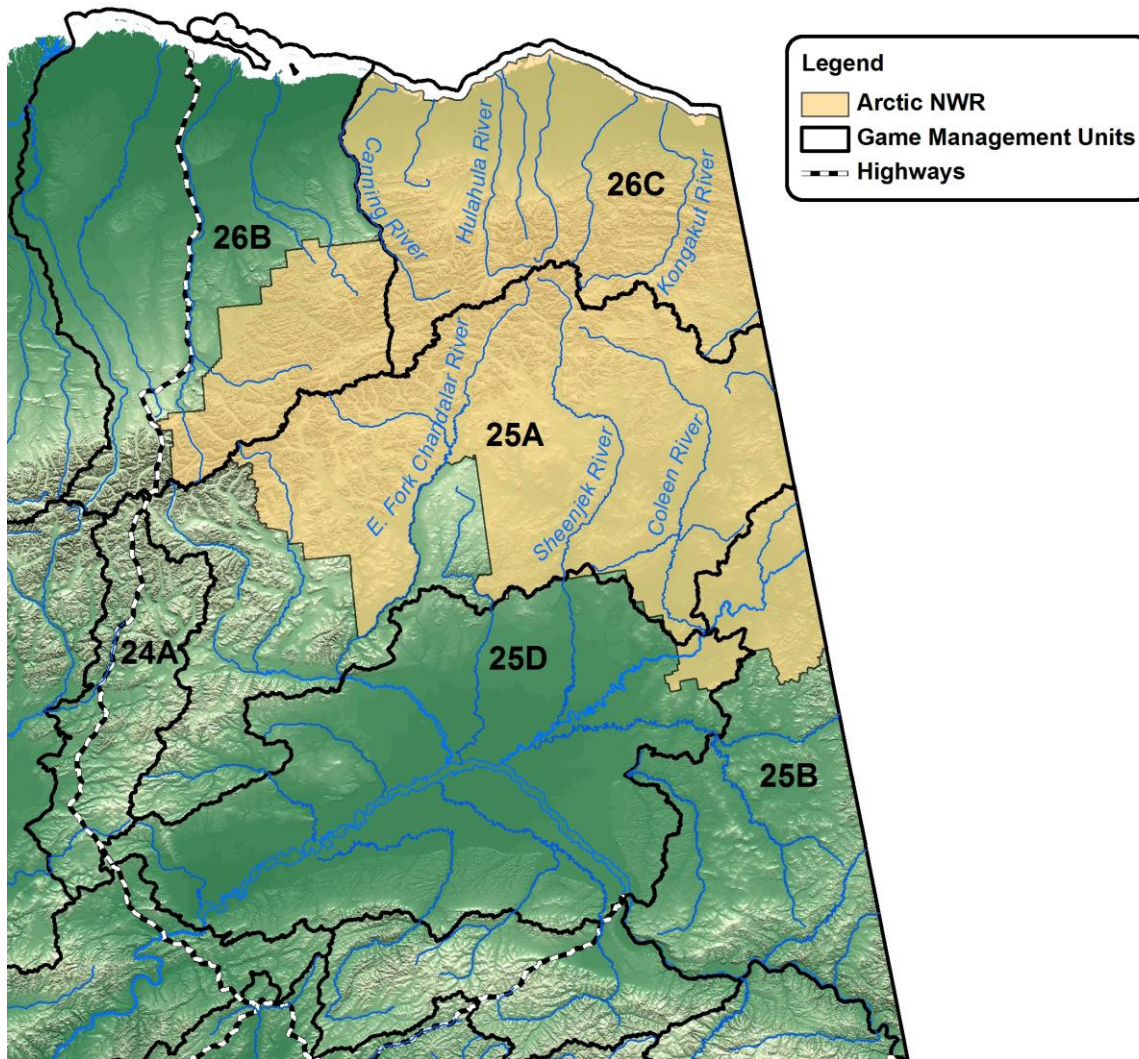 Legend
Arctic NWR
Game Management Units
Highways
26C
Hulahula River
Canning River
Kongakut River
26B
E. Fork Chandalar River
25A
Sheenjek River
Coleen River
24A
25D
25B